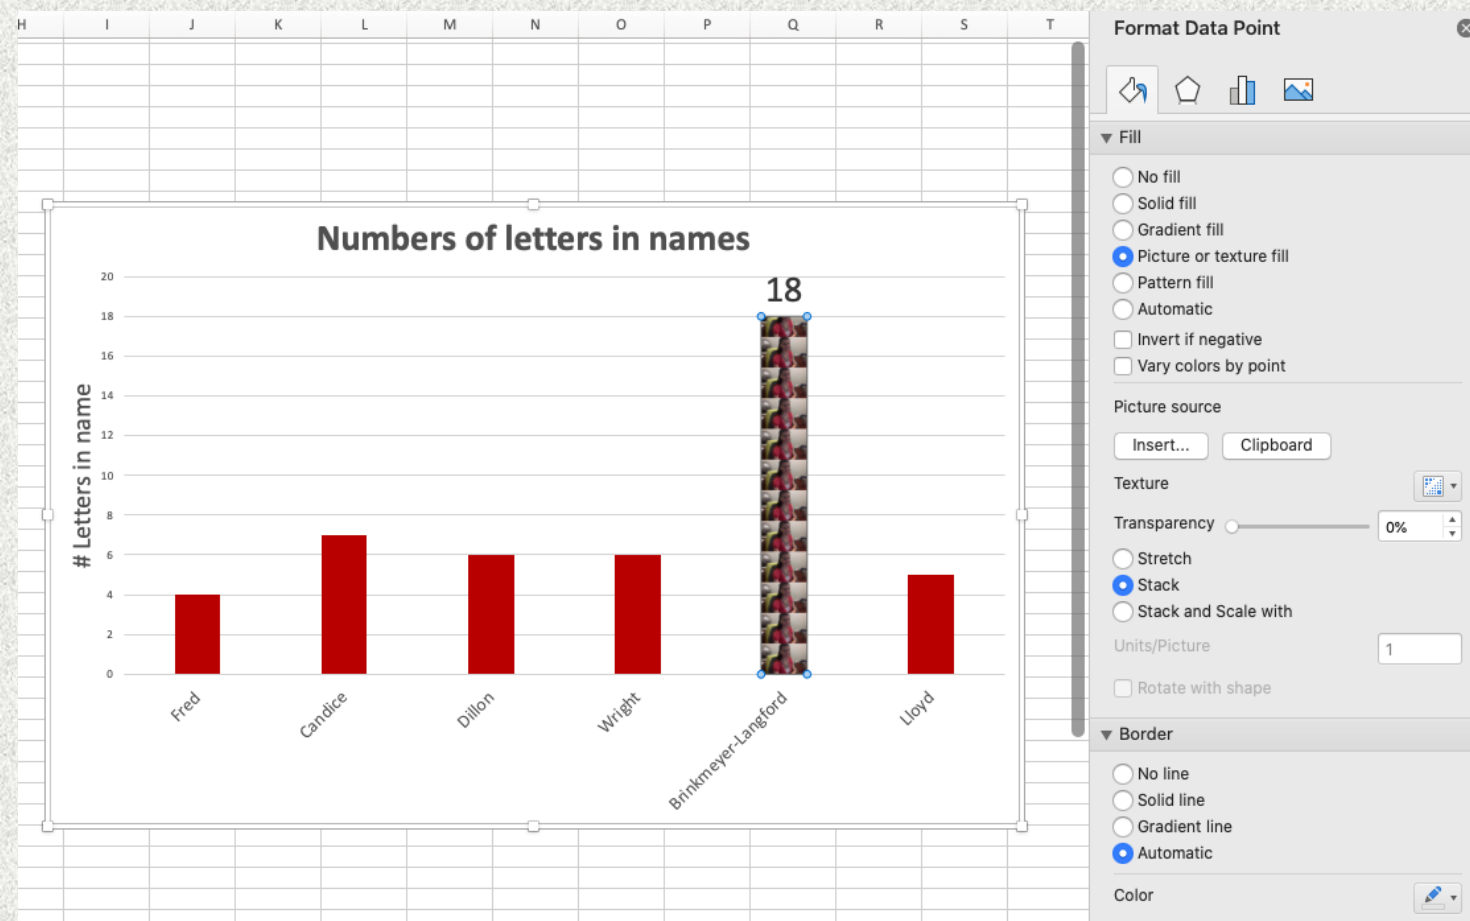 H I J K L M N O P Q R S T
Numbers of letters in names
# Letters in name
20
18
16
14
12
10
8
6
4
2
0
18
Fred
Candice
Dillon
Wright
Brinkmeyer-Langford
Lloyd
Format Data Point
Fill
No fill
Solid fill
Gradient fill
Picture or texture fill
Pattern fill
Automatic
Invert if negative
Vary colors by point
Picture source
Insert... Clipboard
Texture
Transparency 0%
Stretch
Stack
Stack and Scale with
Units/Picture 1
Rotate with shape
Border
No line
Solid line
Gradient line
Automatic
Color